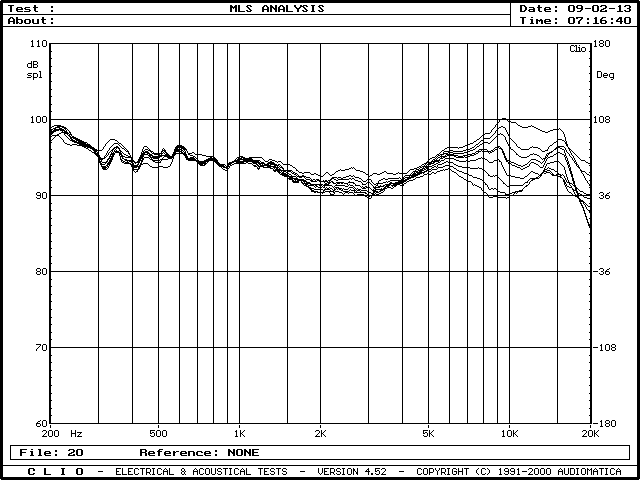 Test : MLS ANALYSIS Date: 09-02-13
About: Time: 07:16:40
110 Clio 180
dB
spl Deg
100 108
90 36
80 -36
70 -108
60 -180
200 Hz 500 1K 2K 5K 10K 20K
File: 20 Reference: NONE
C L I O - ELECTRICAL & ACOUSTICAL TESTS - VERSION 4.52 - COPYRIGHT (C) 1991-2000 AUDIOMATICA